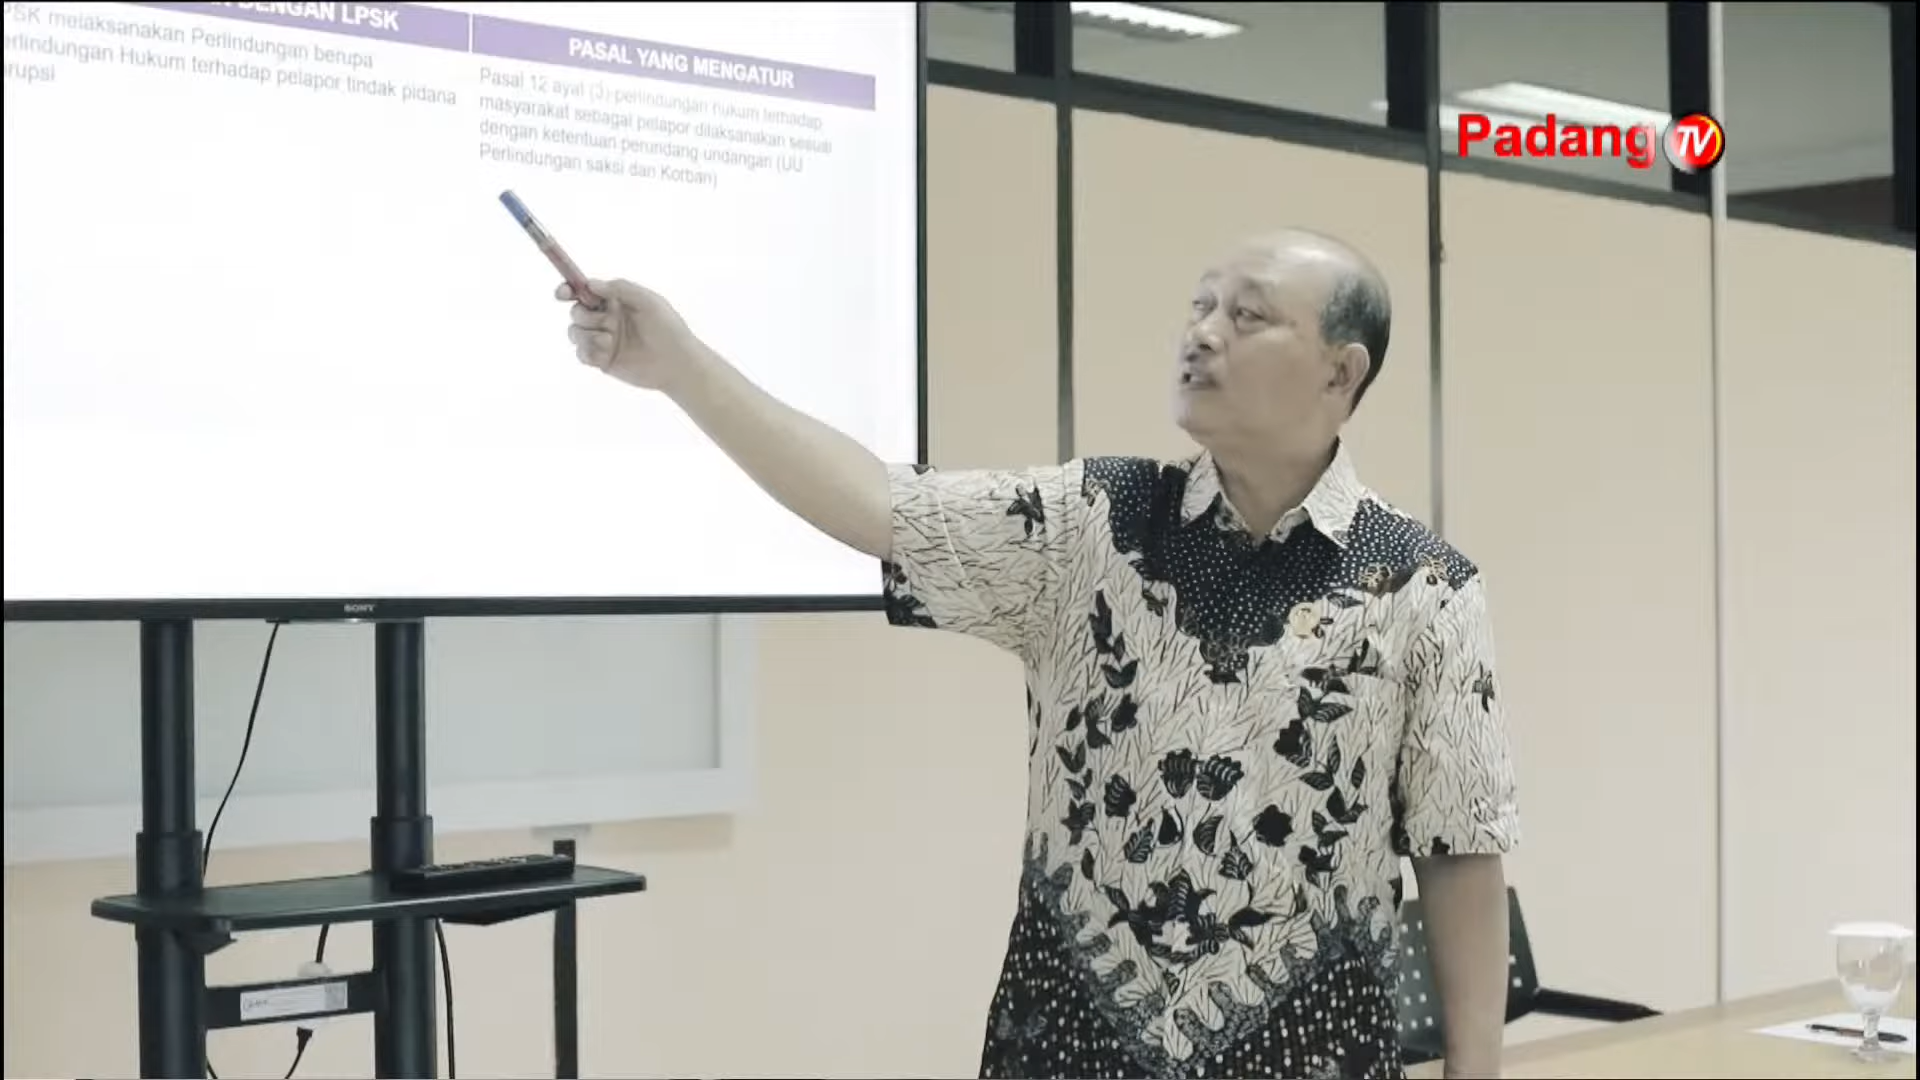 DENGAN LPSK
PSK melaksanakan Perlindungan berupa
erlindungan Hukum terhadap pelapor tindak pidana
rupsi
PASAL YANG MENGATUR
Pasal 12 ayat (3) perlindungan hukum terhadap
masyarakat sebagai pelapor dilaksanakan sesuai
dengan ketentuan perundang undangan (UU
Perlindungan saksi dan Korban)
Padang TV
SONY